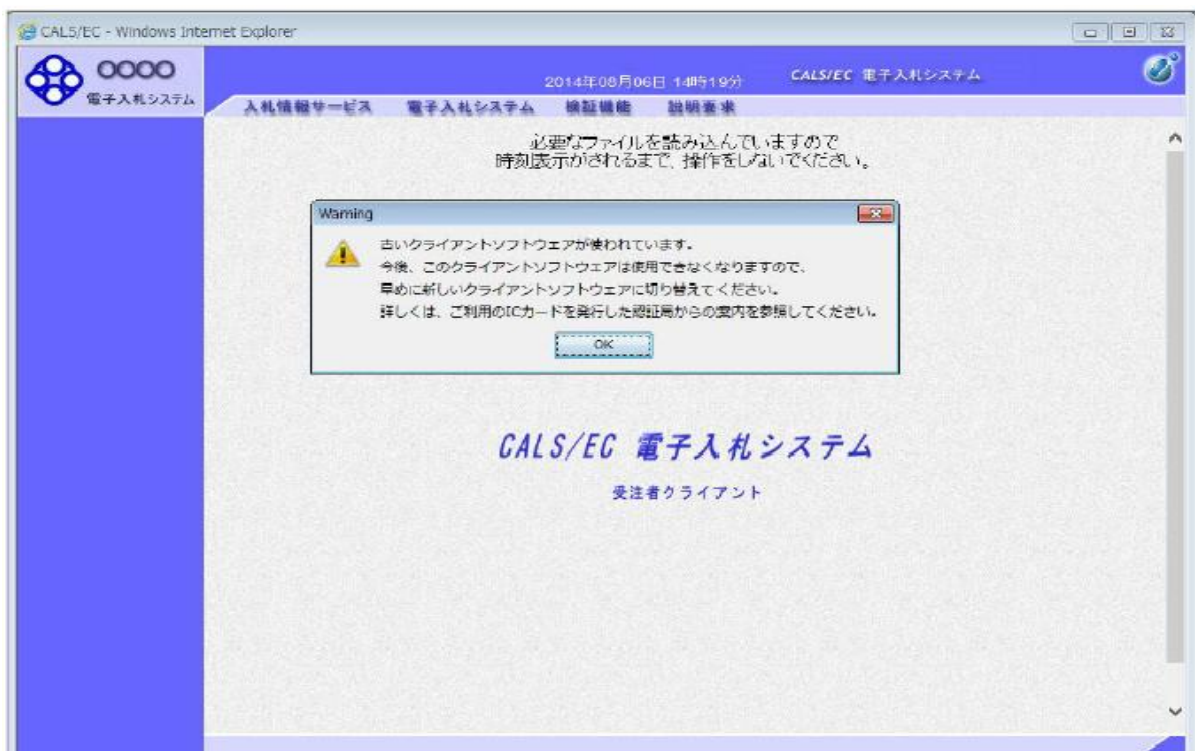 CALS/EC - Windows Internet Explorer
○○○○
電子入札システム
2014年08月06日 14時19分
CALS/EC 電子入札システム
入札情報サービス 電子入札システム 検証機能 説明要求
必要なファイルを読み込んでいますので
時刻表示がされるまで、操作をしないでください。
Warning
古いクライアントソフトウェアが使われています。
今後、このクライアントソフトウェアは使用できなくなりますので、
早めに新しいクライアントソフトウェアに切り替えてください。
詳しくは、ご利用のICカードを発行した認証局からの案内を参照してください。
OK
CALS/EC 電子入札システム
受注者クライアント